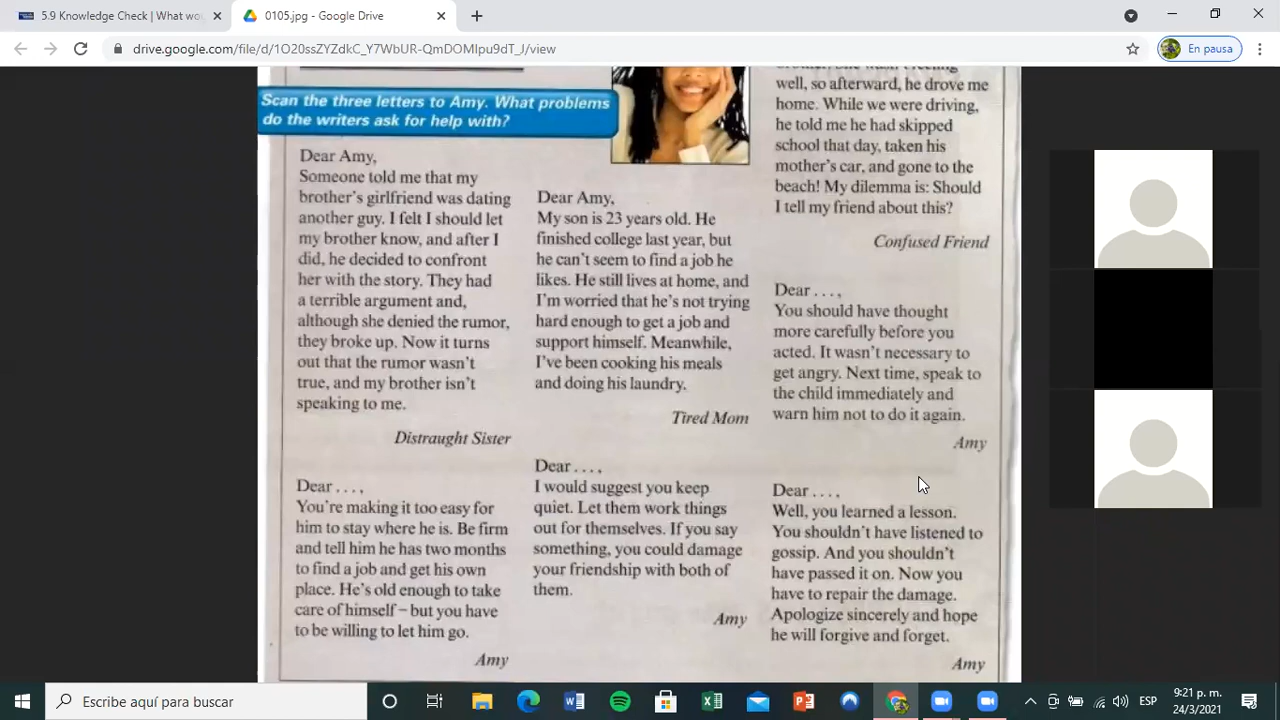 5.9 Knowledge Check | What wou
0105.jpg - Google Drive
drive.google.com/file/d/1O20ssZYZdkC_Y7WbUR-QmDOMlpu9dT_J/view
En pausa
Scan the three letters to Amy. What problems
do the writers ask for help with?
Dear Amy,
Someone told me that my
brother's girlfriend was dating
another guy. I felt I should let
my brother know, and after I
did, he decided to confront
her with the story. They had
a terrible argument and,
although she denied the rumor,
they broke up. Now it turns
out that the rumor wasn't
true, and my brother isn't
speaking to me.
Distraught Sister
Dear . . . ,
You're making it too easy for
him to stay where he is. Be firm
and tell him he has two months
to find a job and get his own
place. He's old enough to take
care of himself – but you have
to be willing to let him go.
Amy
Dear Amy,
My son is 23 years old. He
finished college last year, but
he can't seem to find a job he
likes. He still lives at home, and
I'm worried that he's not trying
hard enough to get a job and
support himself. Meanwhile,
I've been cooking his meals
and doing his laundry.
Tired Mom
Dear . . . ,
I would suggest you keep
quiet. Let them work things
out for themselves. If you say
something, you could damage
your friendship with both of
them.
Amy
well, so afterward, he drove me
home. While we were driving,
he told me he had skipped
school that day, taken his
mother's car, and gone to the
beach! My dilemma is: Should
I tell my friend about this?
Confused Friend
Dear . . . ,
You should have thought
more carefully before you
acted. It wasn't necessary to
get angry. Next time, speak to
the child immediately and
warn him not to do it again.
Amy
Dear . . . ,
Well, you learned a lesson.
You shouldn't have listened to
gossip. And you shouldn't
have passed it on. Now you
have to repair the damage.
Apologize sincerely and hope
he will forgive and forget.
Amy
Escribe aquí para buscar
ESP
9:21 p. m.
24/3/2021